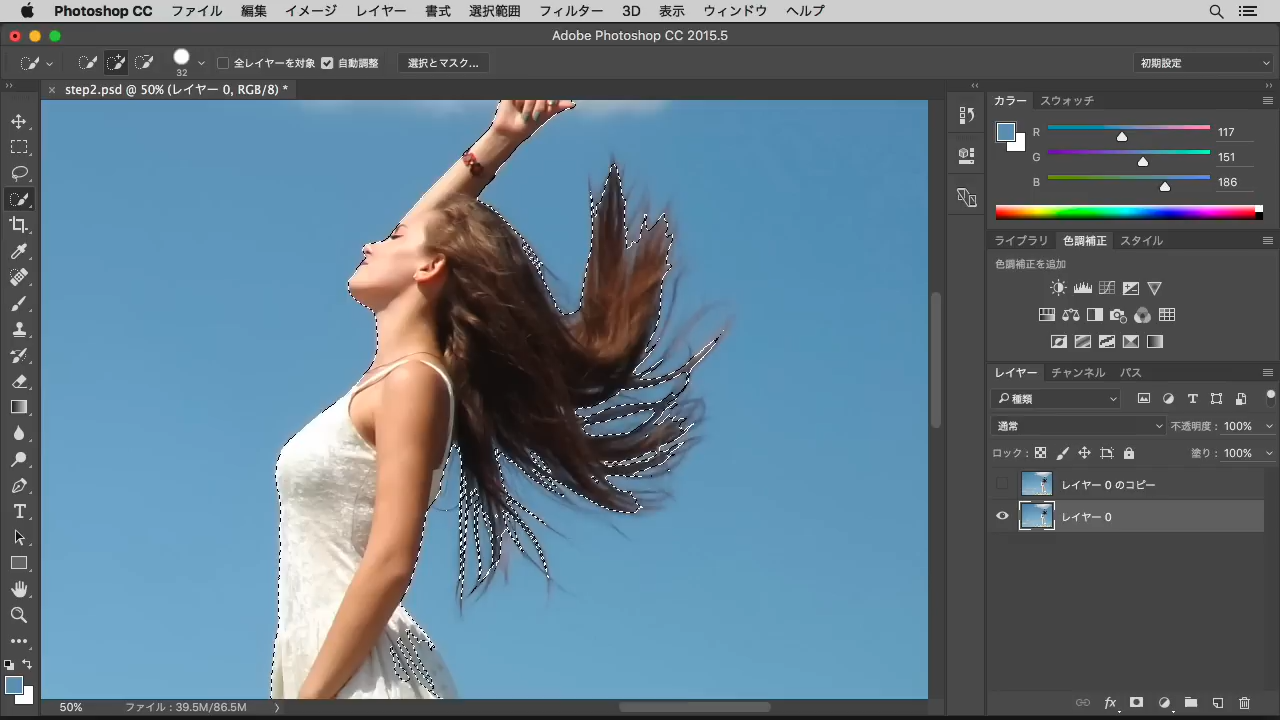 Photoshop CC ファイル 編集 イメージ レイヤー 書式 選択範囲 フィルター 3D 表示 ウィンドウ ヘルプ
Adobe Photoshop CC 2015.5
32
全レイヤーを対象
自動調整
選択とマスク...
初期設定
step2.psd @ 50% (レイヤー 0, RGB/8) *
カラー スウォッチ
R 117
G 151
B 186
ライブラリ 色調補正 スタイル
色調補正を追加
レイヤー チャンネル パス
種類
通常 不透明度 : 100%
ロック : 塗り : 100%
レイヤー 0 のコピー
レイヤー 0
50% ファイル : 39.5M/86.5M